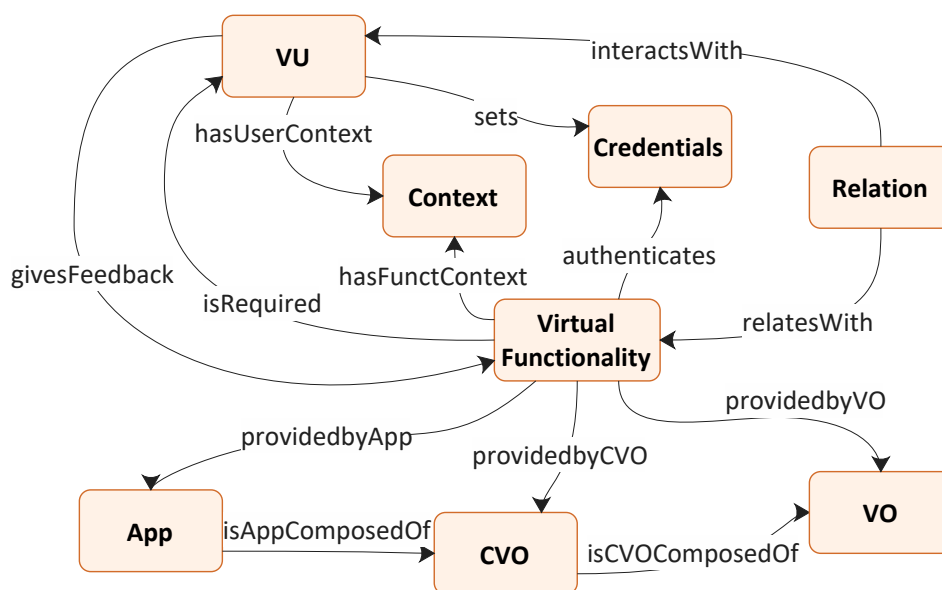 interactsWith
VU
sets
hasUserContext
Credentials
Context
Relation
authenticates
givesFeedback
hasFunctContext
isRequired
Virtual
Functionality
relatesWith
providedbyVO
providedbyApp
providedbyCVO
VO
App
isAppComposedOf
CVO
isCVOComposedOf